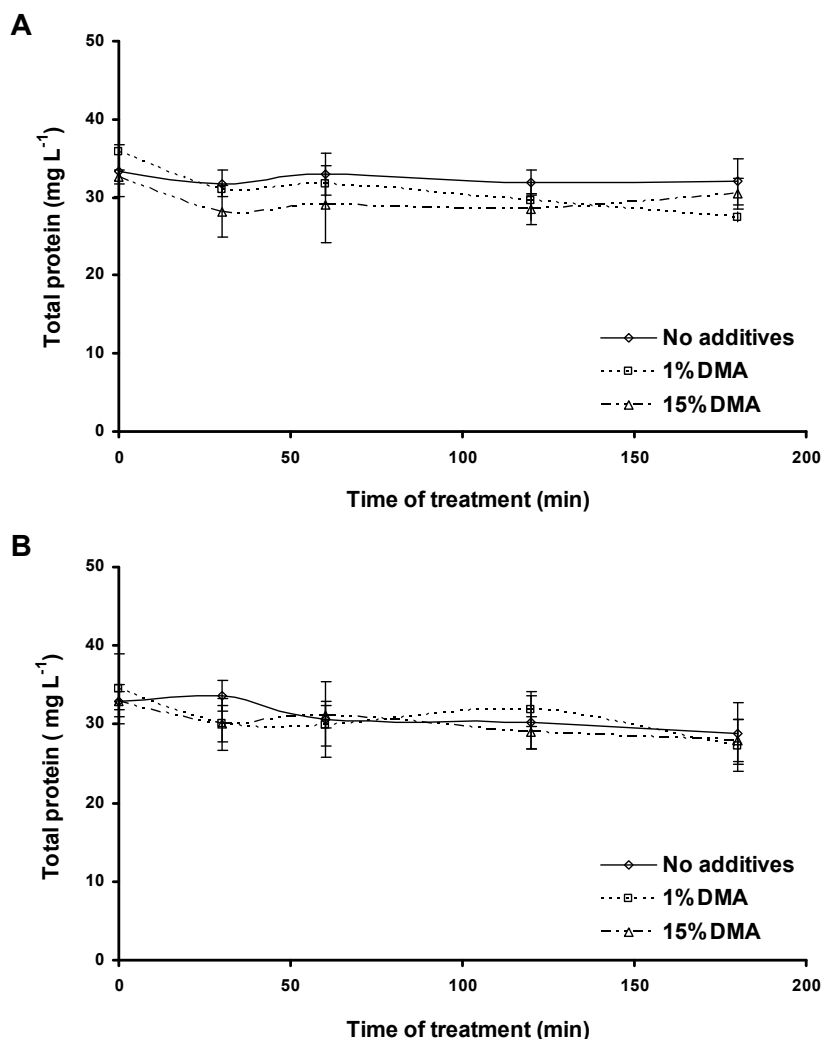 A
50
40
30
20
10
0
Total protein (mg L⁻¹)
No additives
1%DMA
15%DMA
0 50 100 150 200
Time of treatment (min)
B
50
40
30
20
10
0
Total protein ( mg L⁻¹)
No additives
1%DMA
15%DMA
0 50 100 150 200
Time of treatment (min)